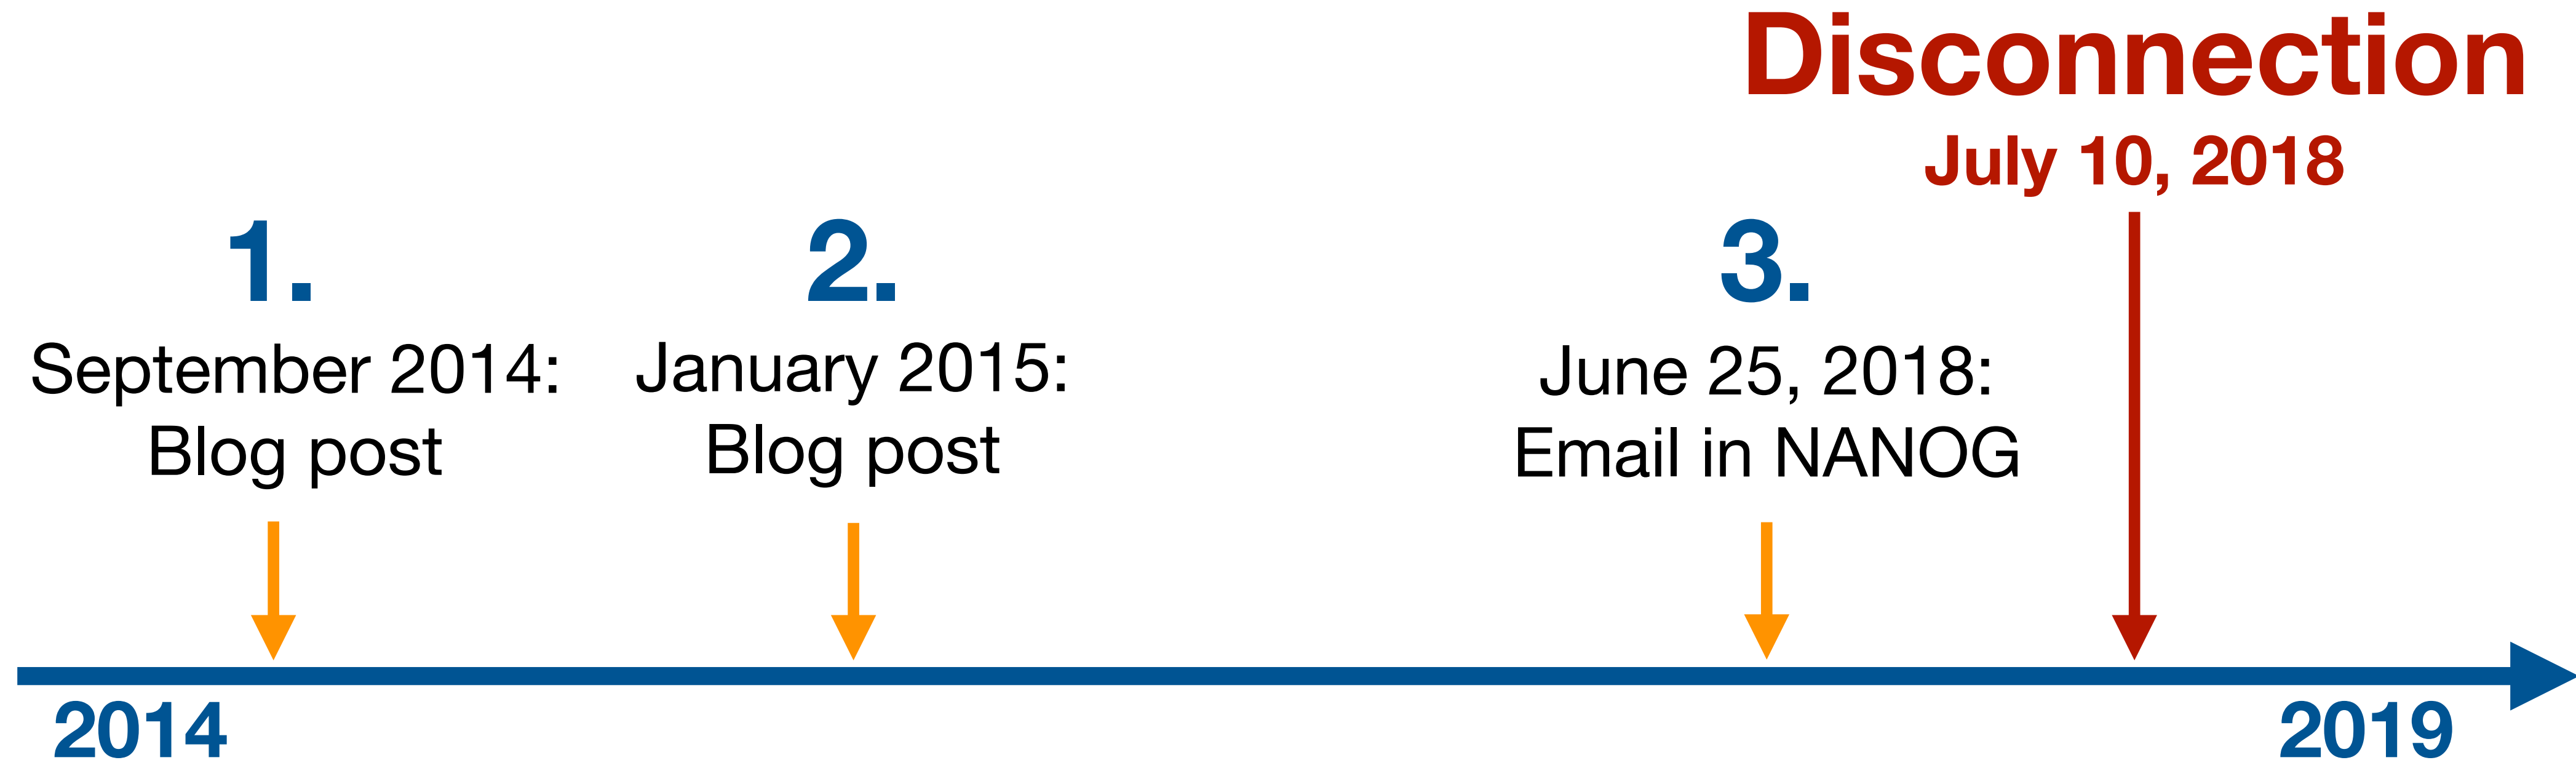 Disconnection
July 10, 2018
1.
September 2014:
Blog post
2.
January 2015:
Blog post
3.
June 25, 2018:
Email in NANOG
2014
2019